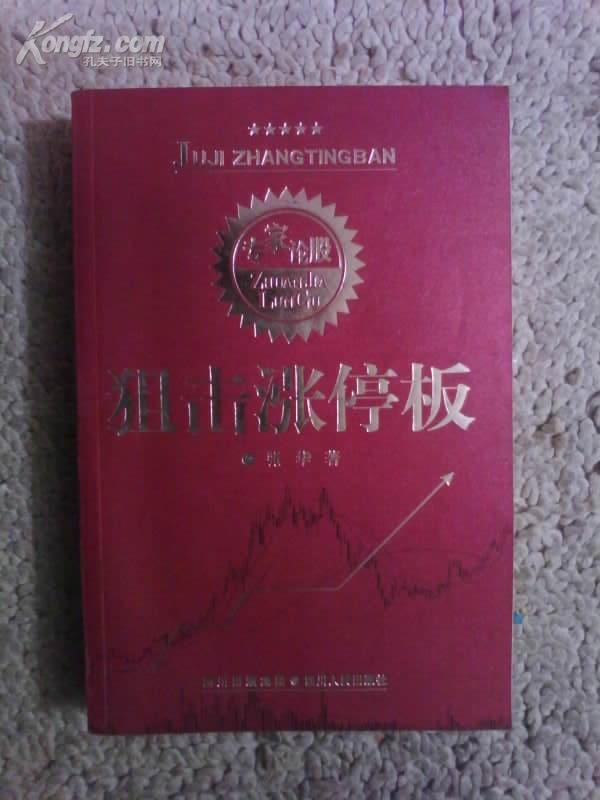 Kongfz.com
孔夫子旧书网
★★★★★
JUJI ZHANGTINGBAN
专家论股
ZHUANJIA
LUNGU
狙击涨停板
张华 著
四川出版集团 四川人民出版社